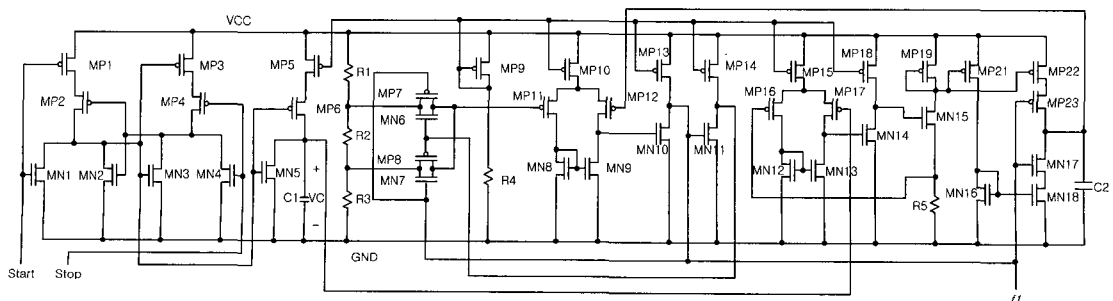 VCC
MP1
MP3
MP5
R1
MP9
MP10
MP13
MP14
MP15
MP18
MP19
MP21
MP22
MP2
MP4
MP6
MP7
MP11
MP12
MP16
MP17
MP23
MN6
R2
MP8
MN7
MN15
MN1
MN2
MN3
MN4
MN5
C1
+
VC
−
R3
R4
MN8
MN9
MN10
MN11
MN12
MN13
MN14
R5
MN16
MN17
MN18
C2
GND
Start
Stop
f1